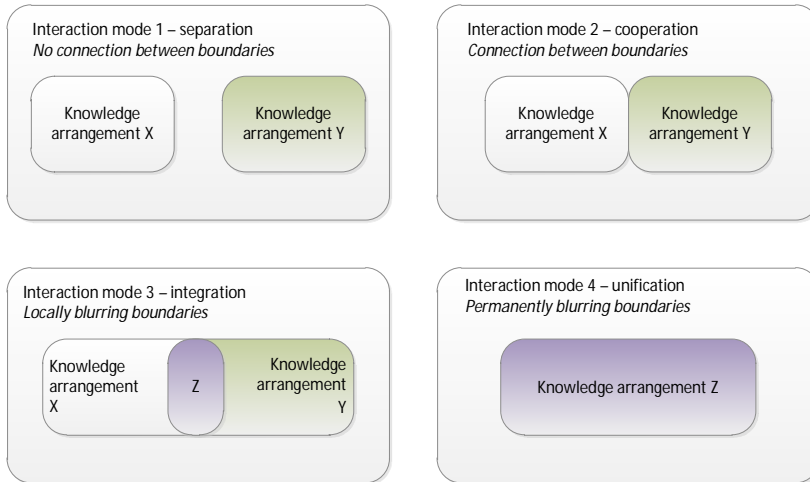 Interaction mode 1 – separation
No connection between boundaries
Knowledge
arrangement X
Knowledge
arrangement Y
Interaction mode 2 – cooperation
Connection between boundaries
Knowledge
arrangement X
Knowledge
arrangement Y
Interaction mode 3 – integration
Locally blurring boundaries
Knowledge
arrangement
X
Z
Knowledge
arrangement
Y
Interaction mode 4 – unification
Permanently blurring boundaries
Knowledge arrangement Z